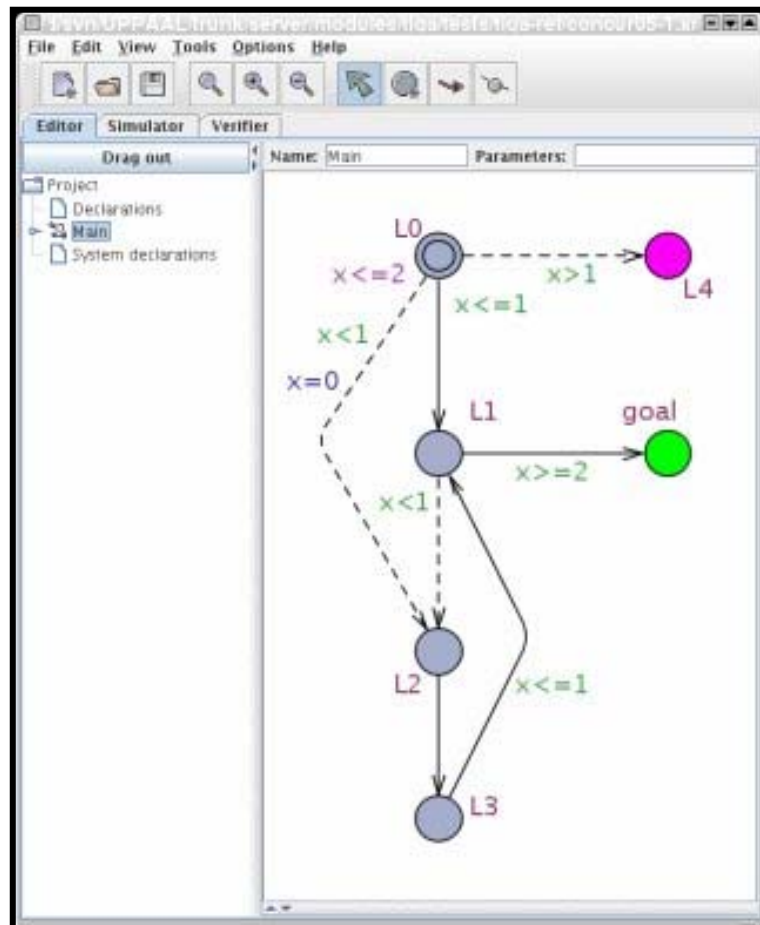 File Edit View Tools Options Help
Editor Simulator Verifier
Drag out
Name: Main Parameters:
Project
Declarations
Main
System declarations
L0
x<=2
x>1
L4
x<=1
x<1
x=0
L1
goal
x>=2
x<1
L2
x<=1
L3